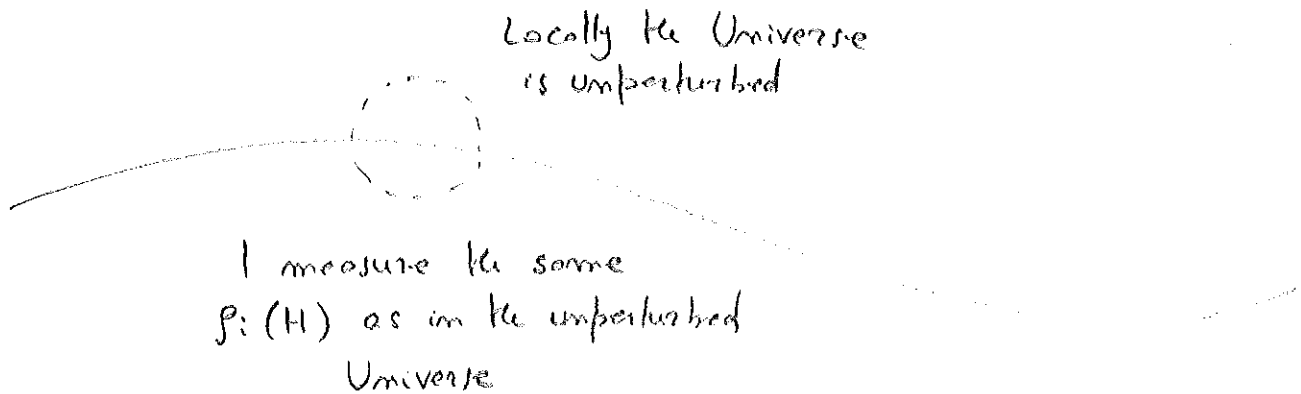 Locally the Universe
is unperturbed
I measure the same
ρi (H) as in the unperturbed
Universe